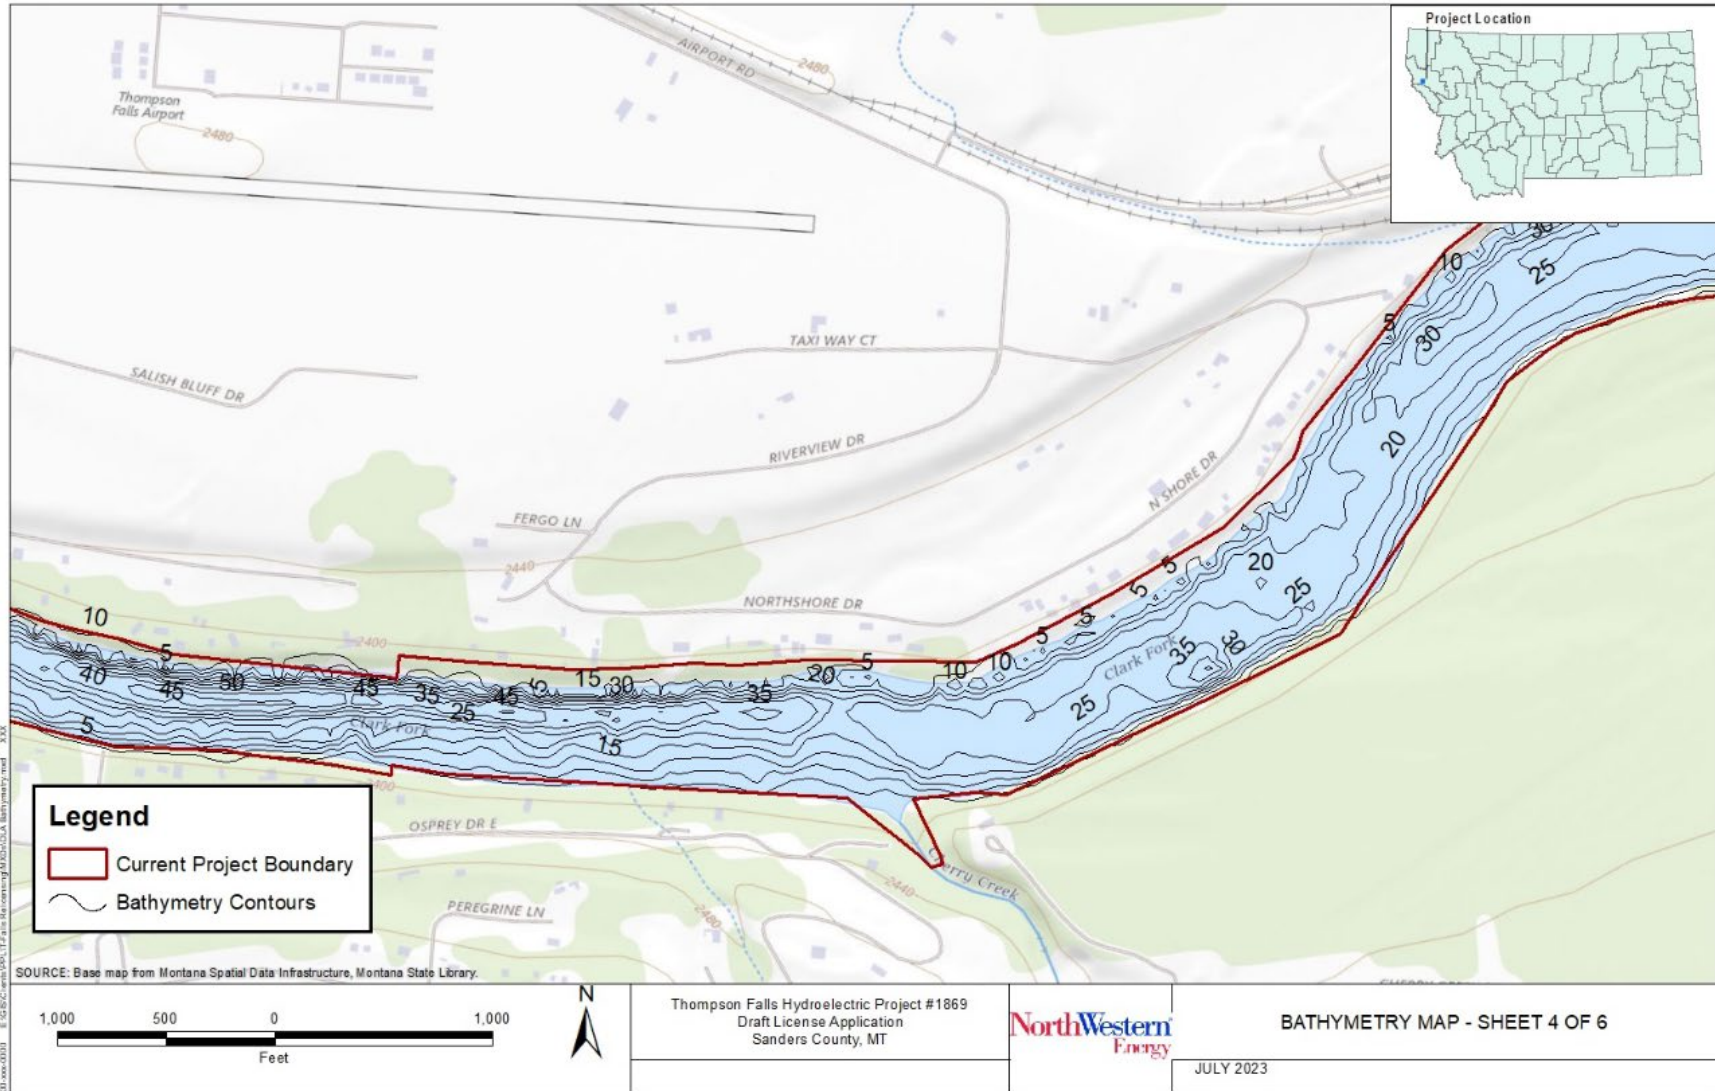 Project Location
AIRPORT RD
2480
Thompson
Falls Airport
2480
30
10
25
5
30
TAXI WAY CT
SALISH BLUFF DR
20
RIVERVIEW DR
N SHORE DR
FERGO LN
2440
20
5
25
NORTHSHORE DR
5
5
10
5
2400
5
30
35
Clark Fork
5
10
10
20
40
45
50
45
35
45
5
15
30
35
25
25
5
Clark Fork
15
2400
Legend
Current Project Boundary
Bathymetry Contours
OSPREY DR E
Cherry Creek
2440
PEREGRINE LN
2480
SOURCE: Base map from Montana Spatial Data Infrastructure, Montana State Library.
1,000 500 0 1,000
Feet
N
Thompson Falls Hydroelectric Project #1869
Draft License Application
Sanders County, MT
NorthWestern
Energy
BATHYMETRY MAP - SHEET 4 OF 6
JULY 2023